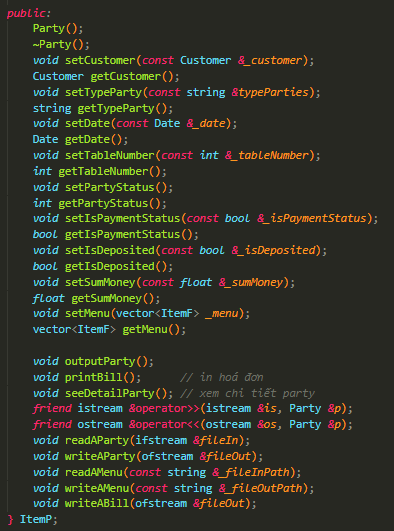 public:
    Party();
    ~Party();
    void setCustomer(const Customer &_customer);
    Customer getCustomer();
    void setTypeParty(const string &typeParties);
    string getTypeParty();
    void setDate(const Date &_date);
    Date getDate();
    void setTableNumber(const int &_tableNumber);
    int getTableNumber();
    void setPartyStatus();
    int getPartyStatus();
    void setIsPaymentStatus(const bool &_isPaymentStatus);
    bool getIsPaymentStatus();
    void setIsDeposited(const bool &_isDeposited);
    bool getIsDeposited();
    void setSumMoney(const float &_sumMoney);
    float getSumMoney();
    void setMenu(vector<ItemF> _menu);
    vector<ItemF> getMenu();

    void outputParty();
    void printBill();      // in hoá đơn
    void seeDetailParty(); // xem chi tiết party
    friend istream &operator>>(istream &is, Party &p);
    friend ostream &operator<<(ostream &os, Party &p);
    void readAParty(ifstream &fileIn);
    void writeAParty(ofstream &fileOut);
    void readAMenu(const string &_fileInPath);
    void writeAMenu(const string &_fileOutPath);
    void writeABill(ofstream &fileOut);
} ItemP;